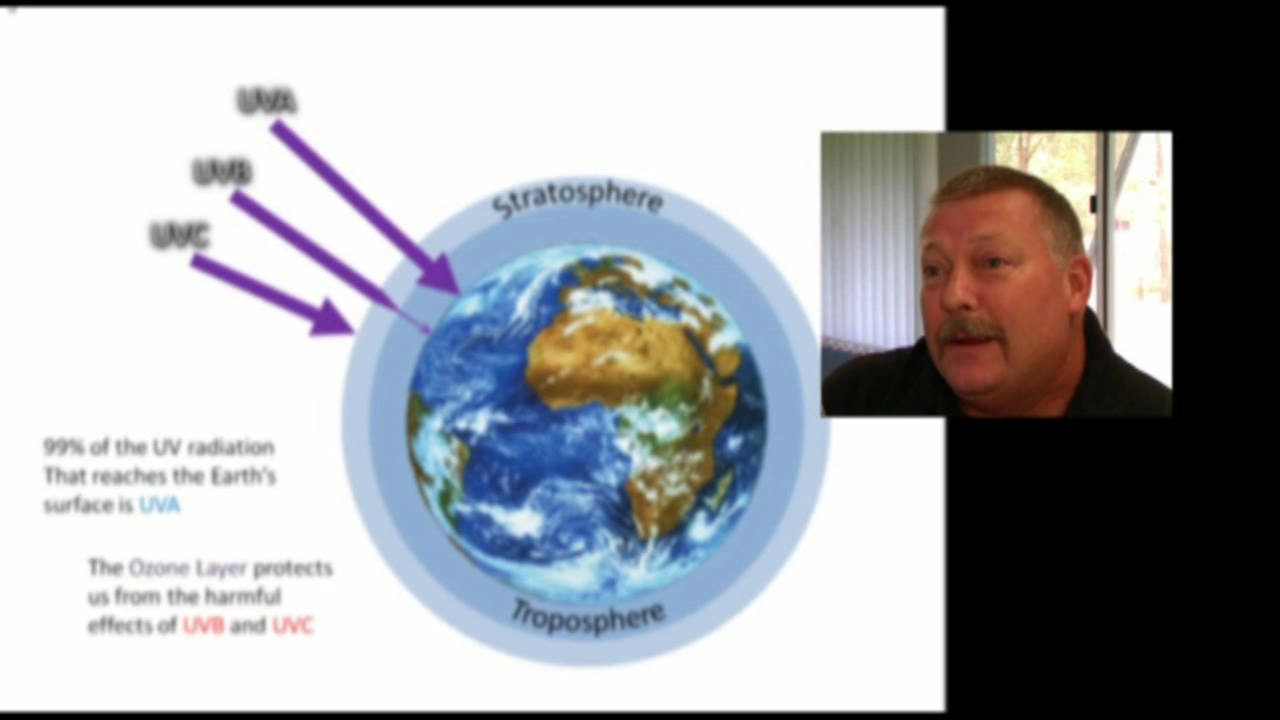 UVA
UVB
UVC
Stratosphere
99% of the UV radiation
That reaches the Earth's
surface is UVA
The Ozone Layer protects
us from the harmful
effects of UVB and UVC
Troposphere